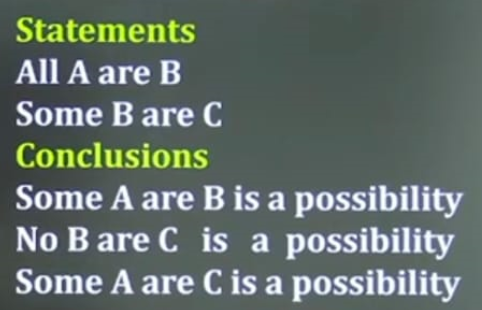 Statements
All A are B
Some B are C
Conclusions
Some A are B is a possibility
No B are C is a possibility
Some A are C is a possibility